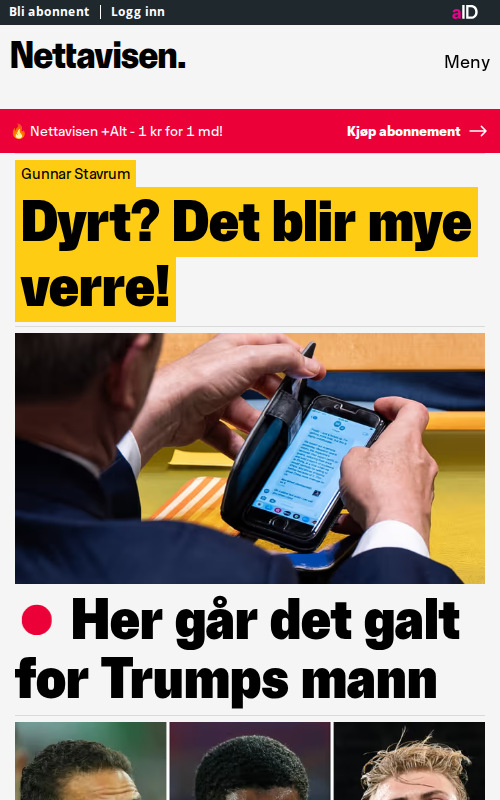 Bli abonnent
Logg inn
aID
Nettavisen.
Meny
🔥 Nettavisen +Alt - 1 kr for 1 md!
Kjøp abonnement →
Gunnar Stavrum
Dyrt? Det blir mye
verre!
Her går det galt
for Trumps mann